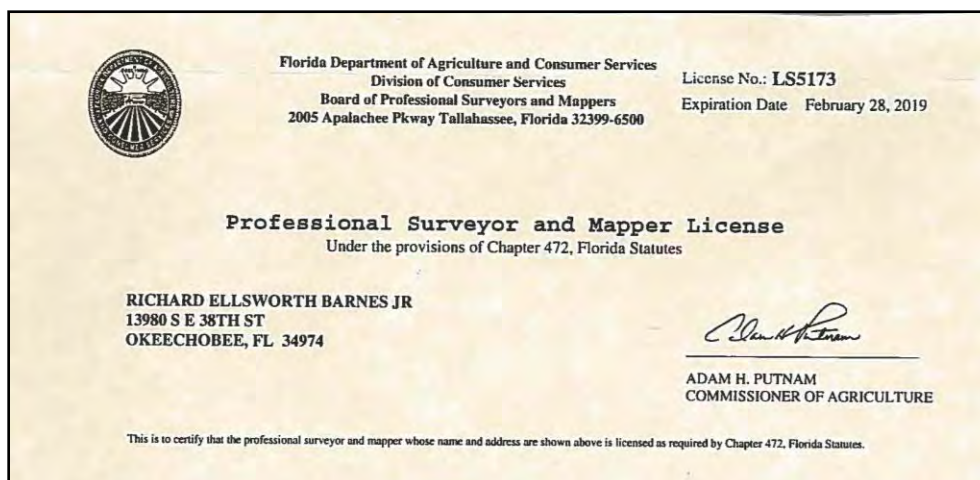 Florida Department of Agriculture and Consumer Services
Division of Consumer Services
Board of Professional Surveyors and Mappers
2005 Apalachee Pkway Tallahassee, Florida 32399-6500
License No.: LS5173
Expiration Date February 28, 2019
Professional Surveyor and Mapper License
Under the provisions of Chapter 472, Florida Statutes
RICHARD ELLSWORTH BARNES JR
13980 S E 38TH ST
OKEECHOBEE, FL 34974
ADAM H. PUTNAM
COMMISSIONER OF AGRICULTURE
This is to certify that the professional surveyor and mapper whose name and address are shown above is licensed as required by Chapter 472, Florida Statutes.